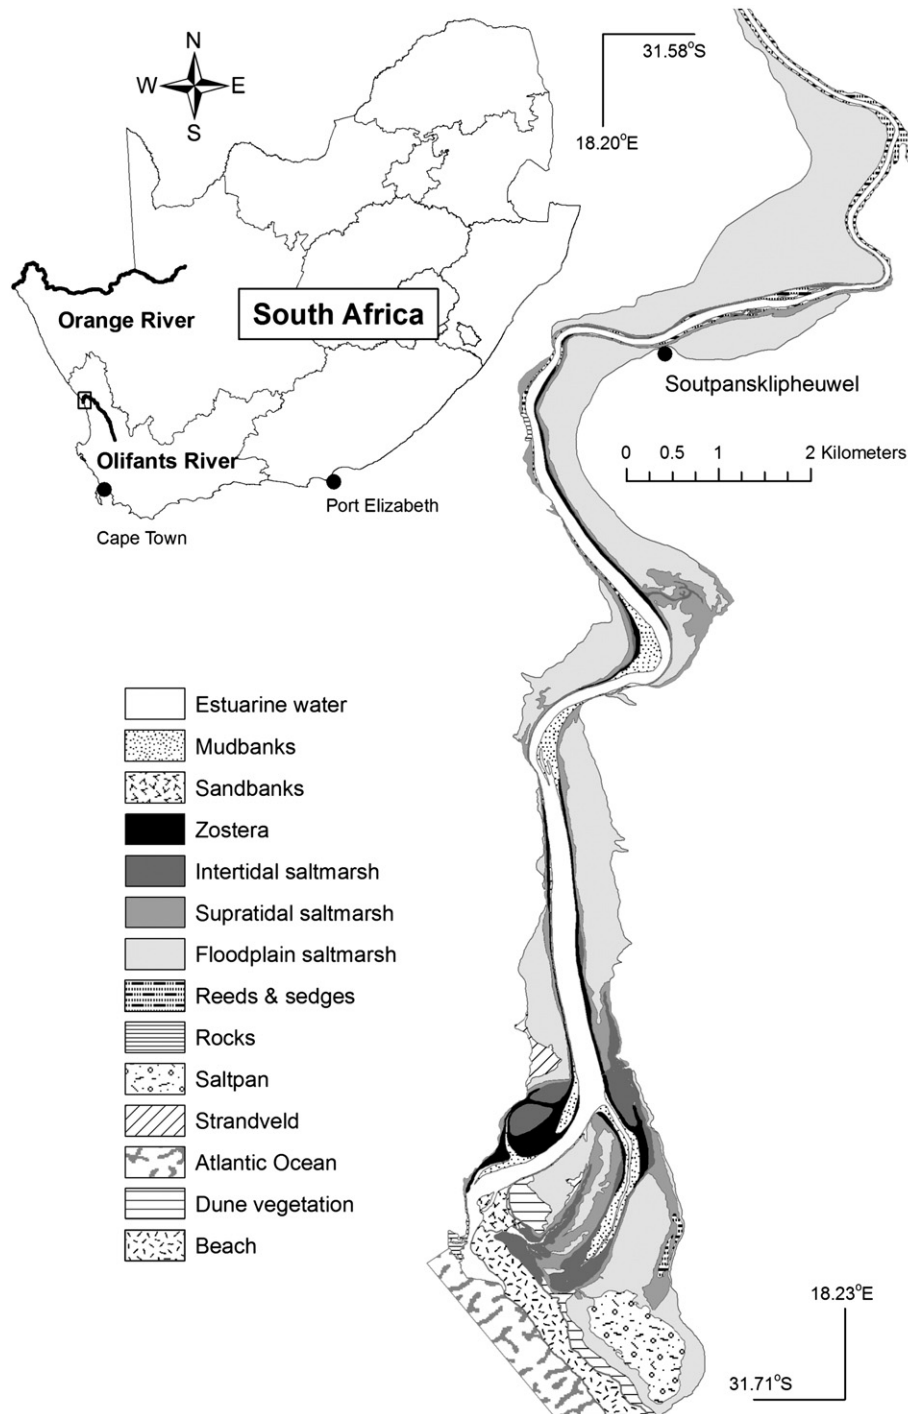 N
W E
S
31.58°S
18.20°E
Orange River
South Africa
Olifants River
Cape Town
Port Elizabeth
Soutpansklipheuwel
0 0.5 1 2 Kilometers
Estuarine water
Mudbanks
Sandbanks
Zostera
Intertidal saltmarsh
Supratidal saltmarsh
Floodplain saltmarsh
Reeds & sedges
Rocks
Saltpan
Strandveld
Atlantic Ocean
Dune vegetation
Beach
18.23°E
31.71°S